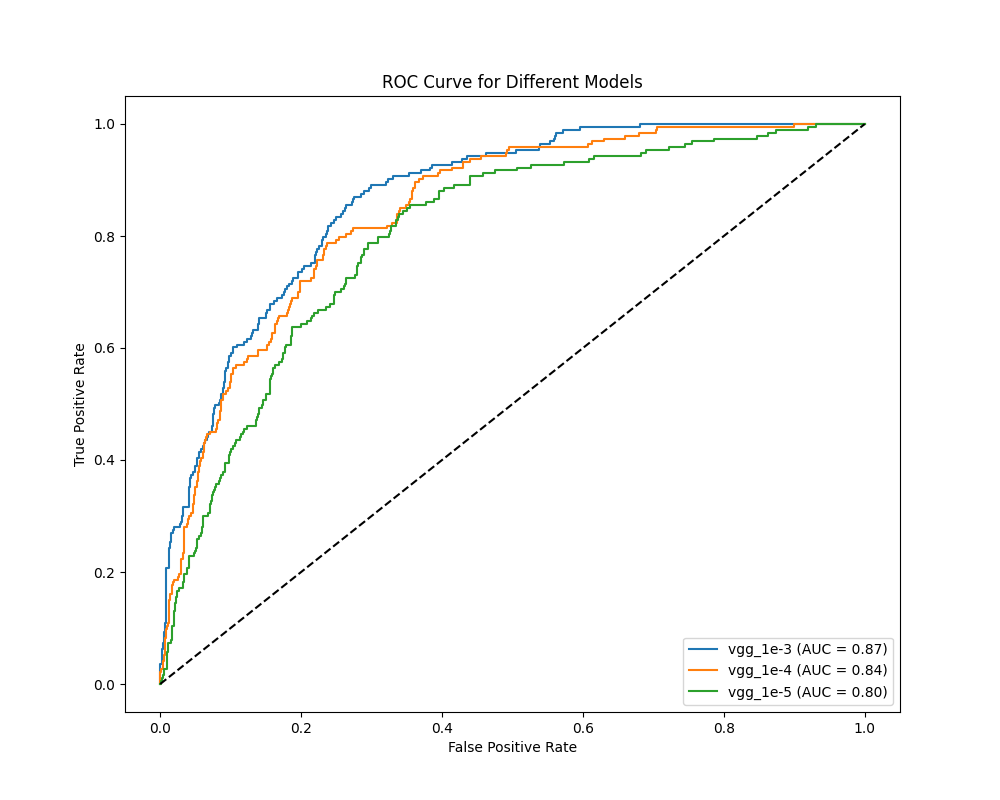 ROC Curve for Different Models
True Positive Rate
1.0
0.8
0.6
0.4
0.2
0.0
0.0 0.2 0.4 0.6 0.8 1.0
False Positive Rate
vgg_1e-3 (AUC = 0.87)
vgg_1e-4 (AUC = 0.84)
vgg_1e-5 (AUC = 0.80)